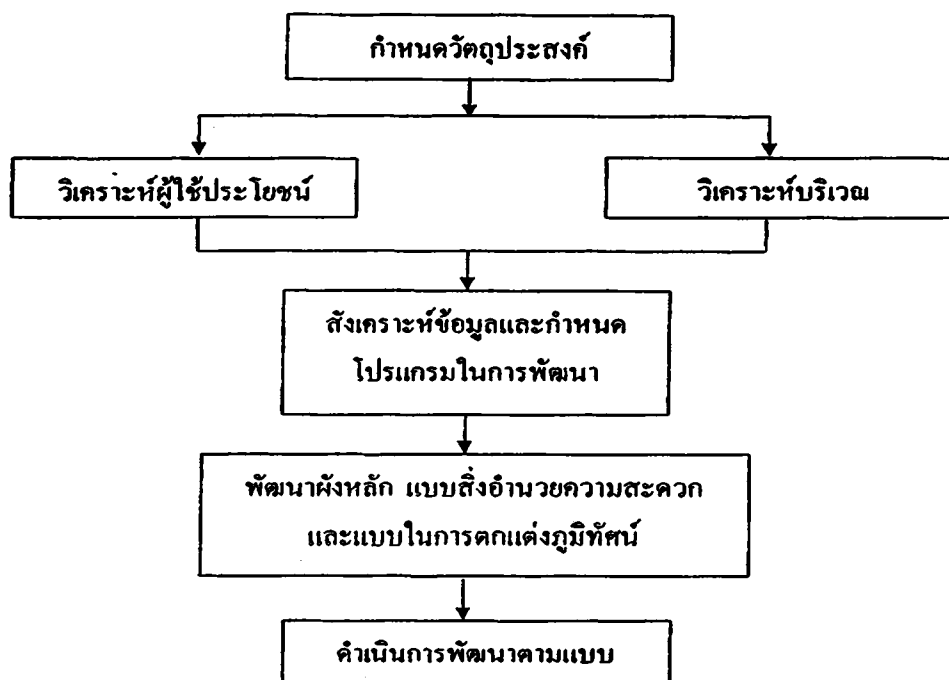 กำหนดวัตถุประสงค์
วิเคราะห์ผู้ใช้ประโยชน์
วิเคราะห์บริเวณ
สังเคราะห์ข้อมูลและกำหนด
โปรแกรมในการพัฒนา
พัฒนาผังหลัก แบบสิ่งอำนวยความสะดวก
และแบบในการตกแต่งภูมิทัศน์
ดำเนินการพัฒนาตามแบบ